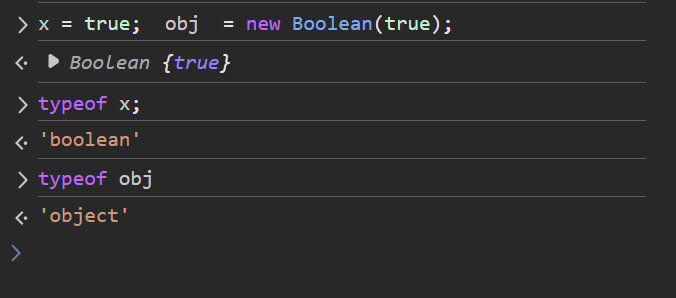 x = true;  obj  = new Boolean(true);
Boolean {true}
typeof x;
'boolean'
typeof obj
'object'